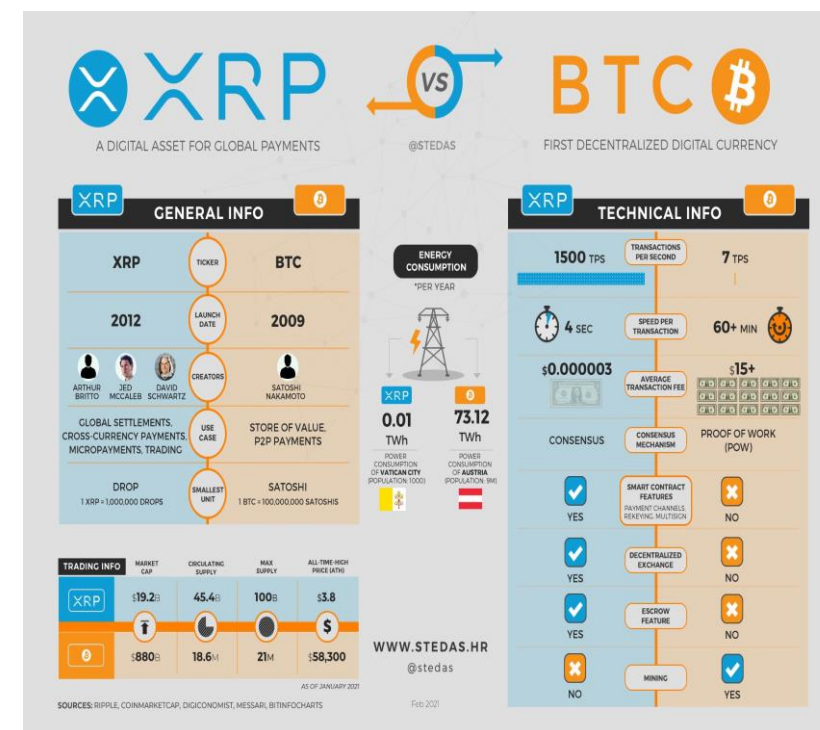 XRP
VS
BTC
A DIGITAL ASSET FOR GLOBAL PAYMENTS
@STEDAS
FIRST DECENTRALIZED DIGITAL CURRENCY
XRP
GENERAL INFO
XRP
TICKER
BTC
2012
LAUNCH
DATE
2009
ARTHUR
BRITTO
JED
MCCALEB
DAVID
SCHWARTZ
CREATORS
SATOSHI
NAKAMOTO
GLOBAL SETTLEMENTS,
CROSS-CURRENCY PAYMENTS,
MICROPAYMENTS, TRADING
USE
CASE
STORE OF VALUE,
P2P PAYMENTS
DROP
1 XRP = 1,000,000 DROPS
SMALLEST
UNIT
SATOSHI
1 BTC = 100,000,000 SATOSHIS
ENERGY
CONSUMPTION
*PER YEAR
XRP
0.01
TWh
POWER
CONSUMPTION
OF VATICAN CITY
(POPULATION: 1000)
73.12
TWh
POWER
CONSUMPTION
OF AUSTRIA
(POPULATION: 9M)
XRP
TECHNICAL INFO
1500 TPS
TRANSACTIONS
PER SECOND
7 TPS
4 SEC
SPEED PER
TRANSACTION
60+ MIN
$0.000003
AVERAGE
TRANSACTION FEE
$15+
CONSENSUS
CONSENSUS
MECHANISM
PROOF OF WORK
(POW)
YES
SMART CONTRACT
FEATURES
PAYMENT CHANNELS,
REKEYING, MULTISIGN
NO
YES
DECENTRALIZED
EXCHANGE
NO
YES
ESCROW
FEATURE
NO
NO
MINING
YES
TRADING INFO
MARKET
CAP
CIRCULATING
SUPPLY
MAX
SUPPLY
ALL-TIME-HIGH
PRICE (ATH)
XRP
$19.2B
45.4B
100B
$3.8
$
$880B
18.6M
21M
$58,300
AS OF JANUARY 2021
SOURCES: RIPPLE, COINMARKETCAP, DIGICONOMIST, MESSARI, BITINFOCHARTS
WWW.STEDAS.HR
@stedas
Feb 2021